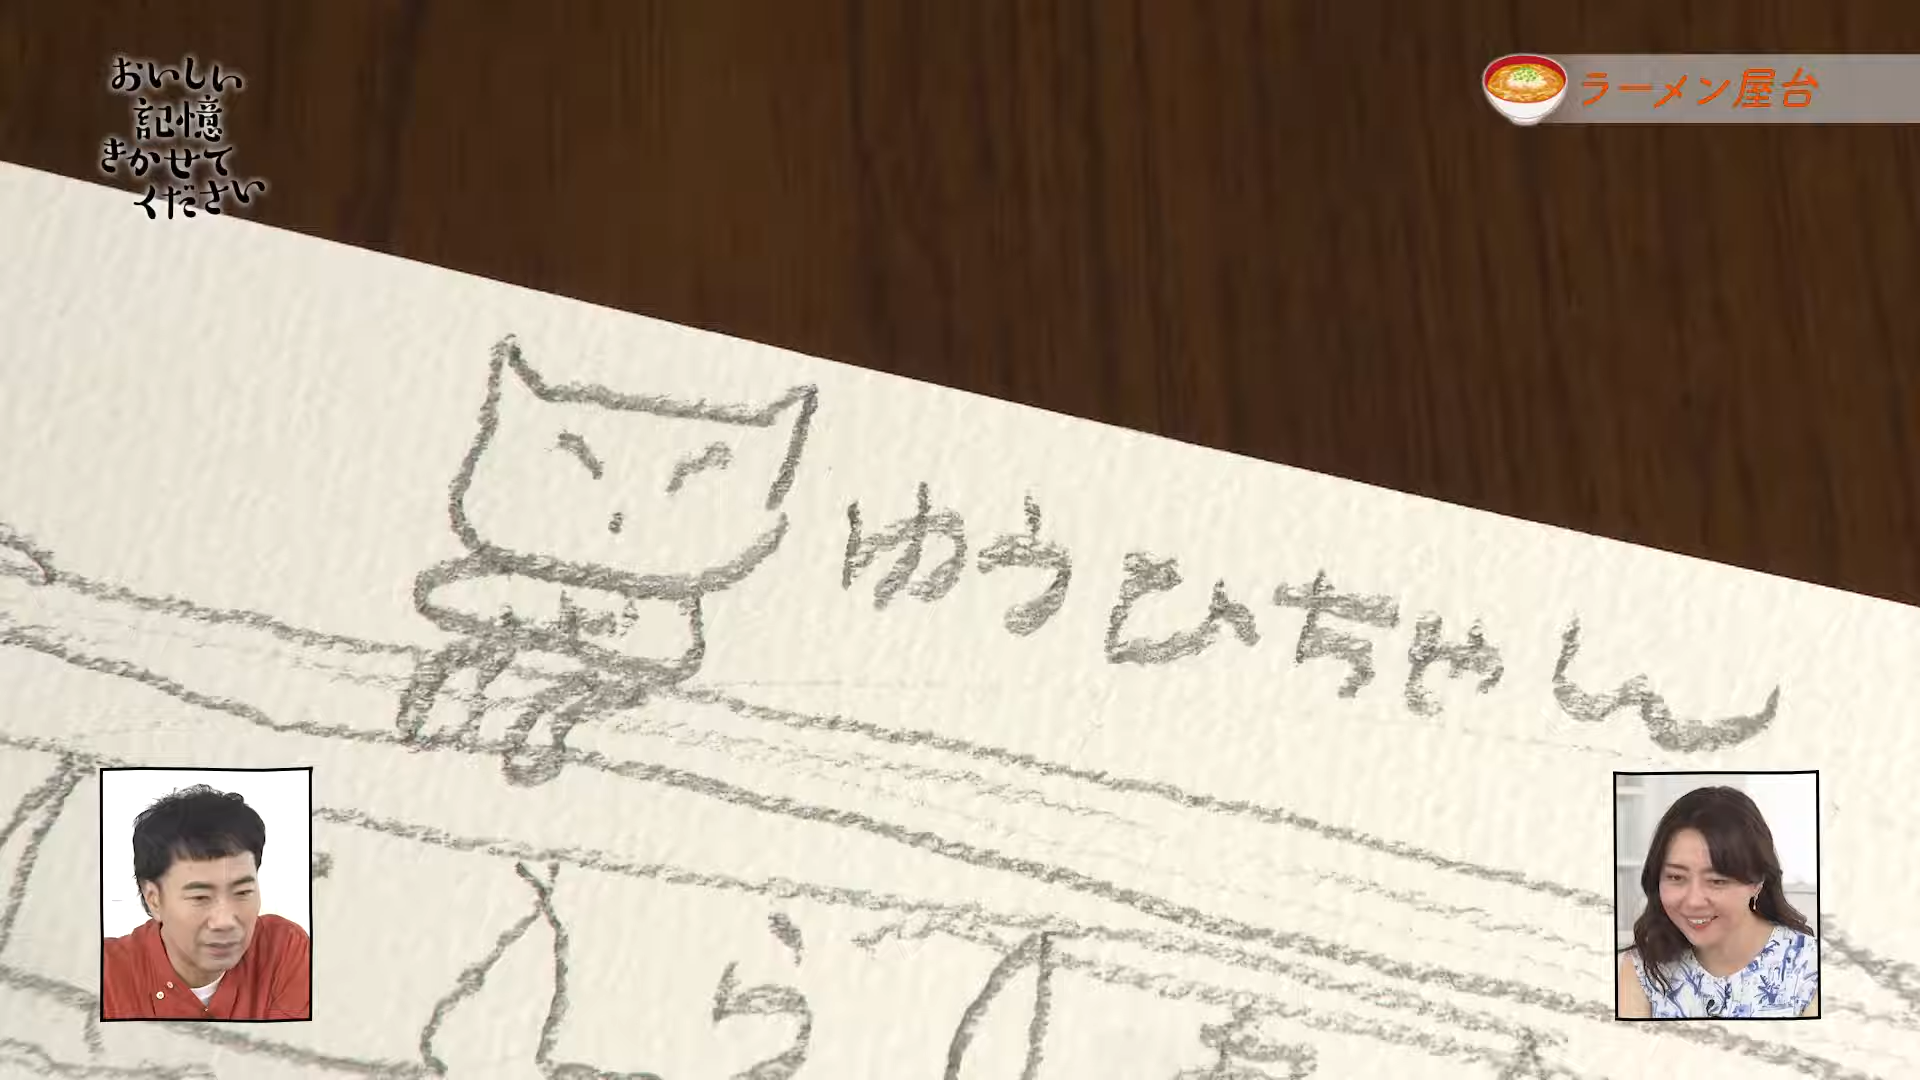 おいしい
記憶
きかせて
ください
ラーメン屋台
ゆうひちゃん
ら